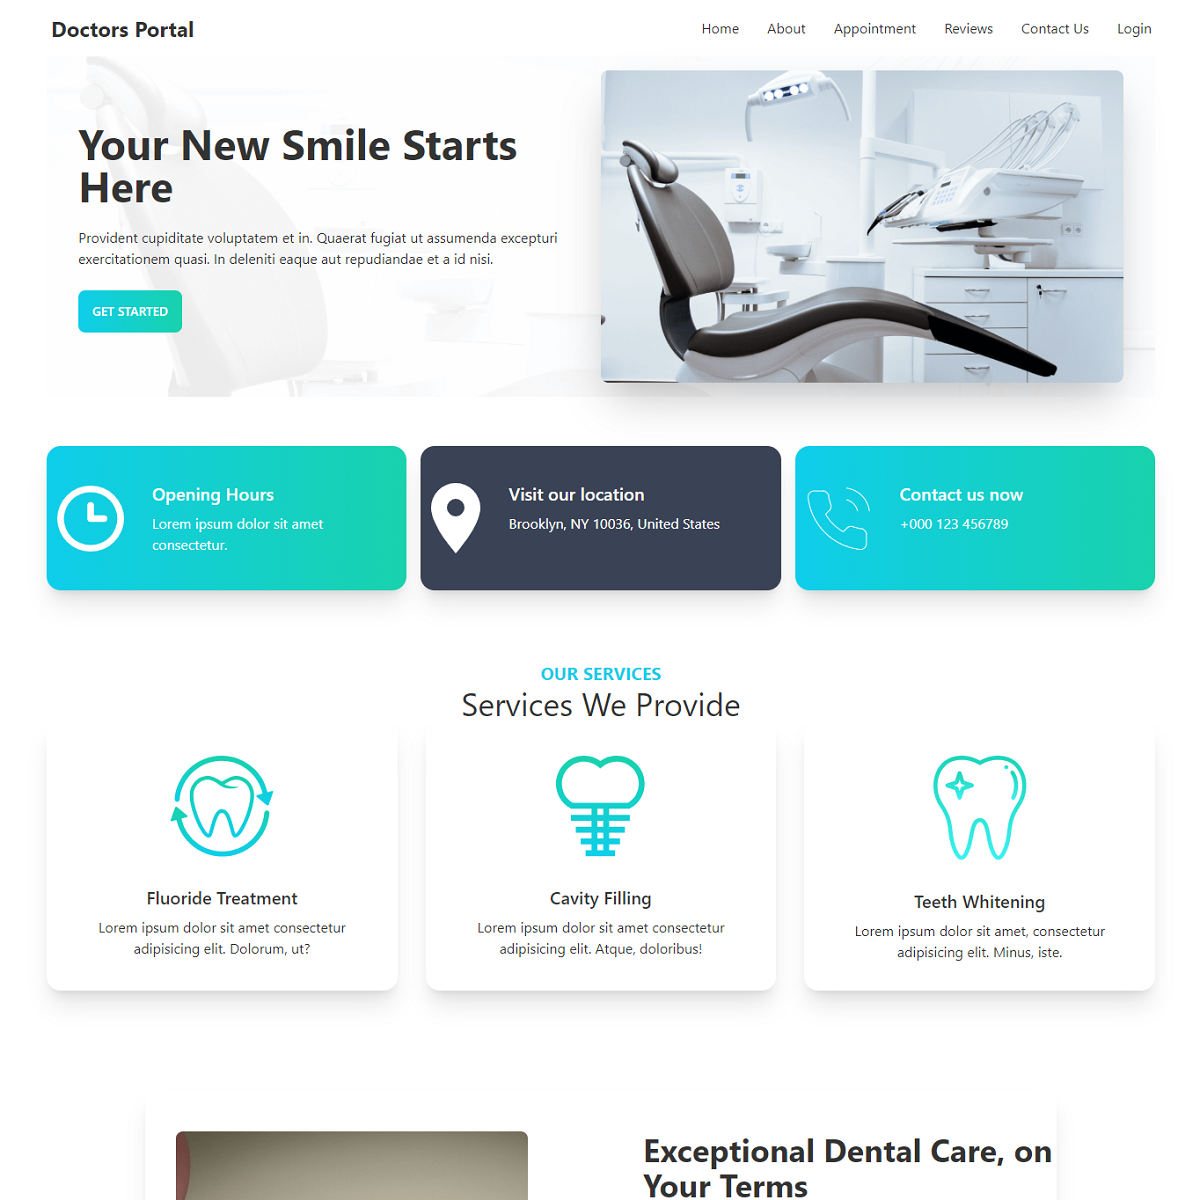 Doctors Portal
Home About Appointment Reviews Contact Us Login
Your New Smile Starts
Here
Provident cupiditate voluptatem et in. Quaerat fugiat ut assumenda excepturi
exercitationem quasi. In deleniti eaque aut repudiandae et a id nisi.
GET STARTED
Opening Hours
Lorem ipsum dolor sit amet
consectetur.
Visit our location
Brooklyn, NY 10036, United States
Contact us now
+000 123 456789
OUR SERVICES
Services We Provide
Fluoride Treatment
Lorem ipsum dolor sit amet consectetur
adipisicing elit. Dolorum, ut?
Cavity Filling
Lorem ipsum dolor sit amet consectetur
adipisicing elit. Atque, doloribus!
Teeth Whitening
Lorem ipsum dolor sit amet, consectetur
adipisicing elit. Minus, iste.
Exceptional Dental Care, on
Your Terms